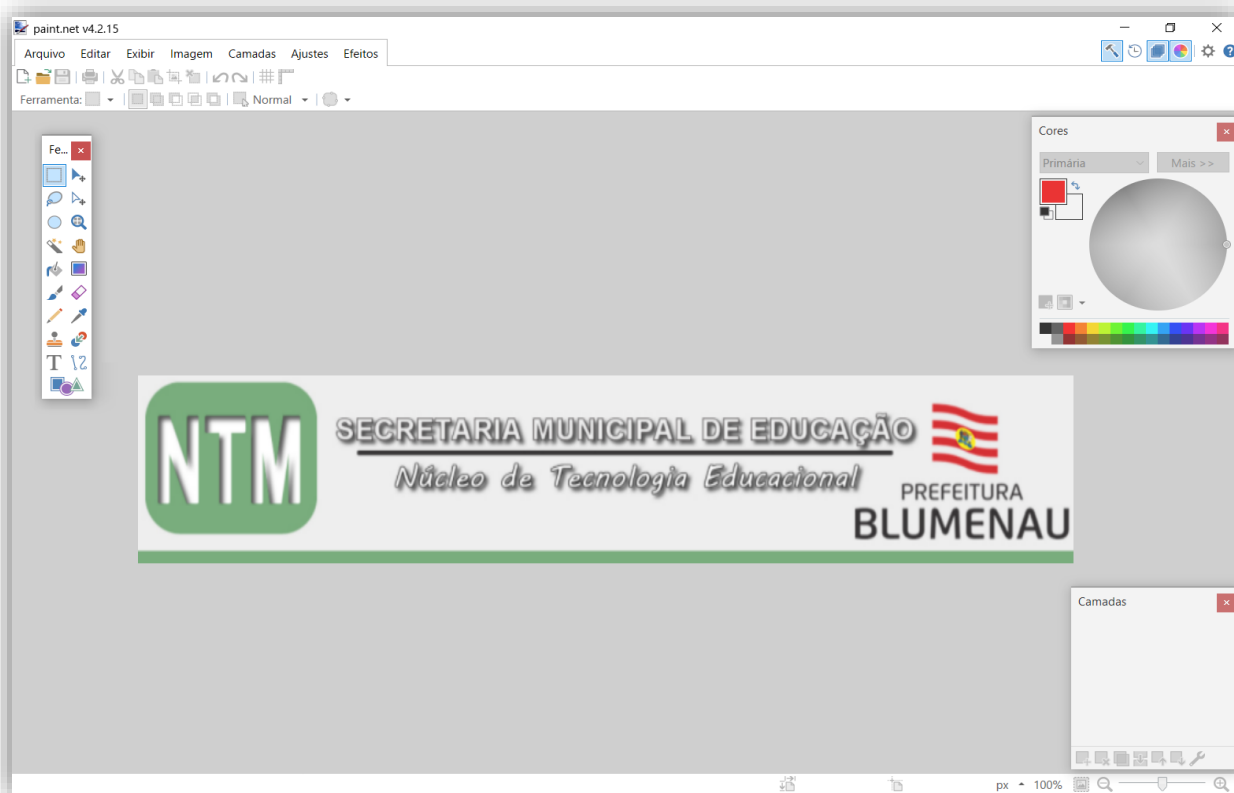 paint.net v4.2.15
Arquivo Editar Exibir Imagem Camadas Ajustes Efeitos
Ferramenta: Normal
Fe...
Cores
Primária Mais >>
NTM
SECRETARIA MUNICIPAL DE EDUCAÇÃO
Núcleo de Tecnologia Educacional
PREFEITURA
BLUMENAU
Camadas
px 100%